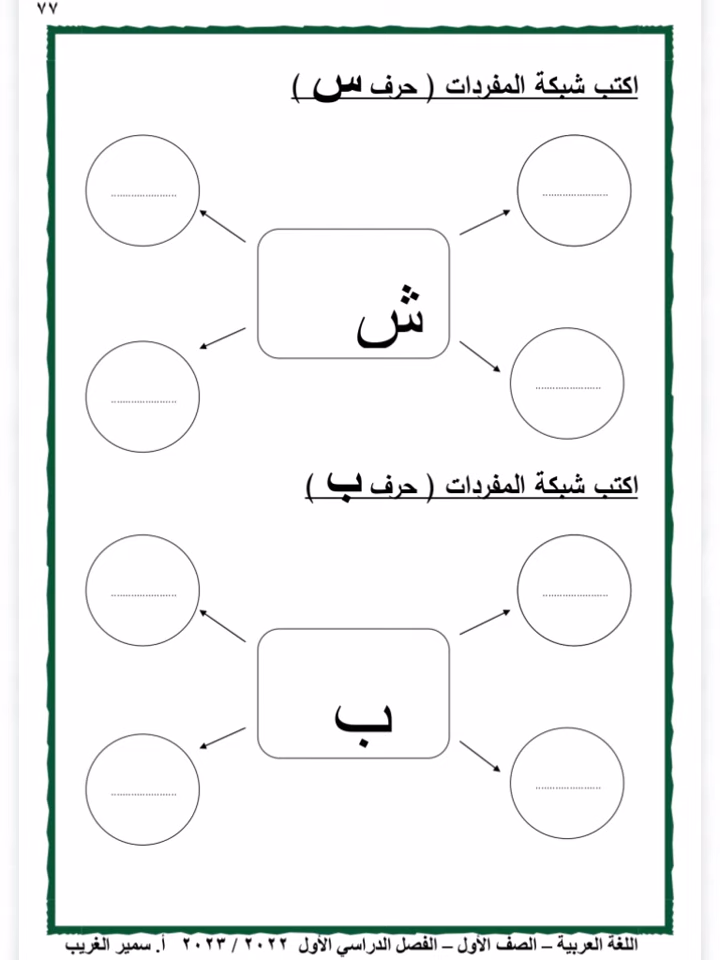 ٧٧
اكتب شبكة المفردات ( حرف س )
....................
....................
ش
....................
....................
اكتب شبكة المفردات ( حرف ب )
....................
....................
ب
....................
....................
اللغة العربية – الصف الأول – الفصل الدراسي الأول ٢٠٢٢ / ٢٠٢٣ أ. سمير الغريب